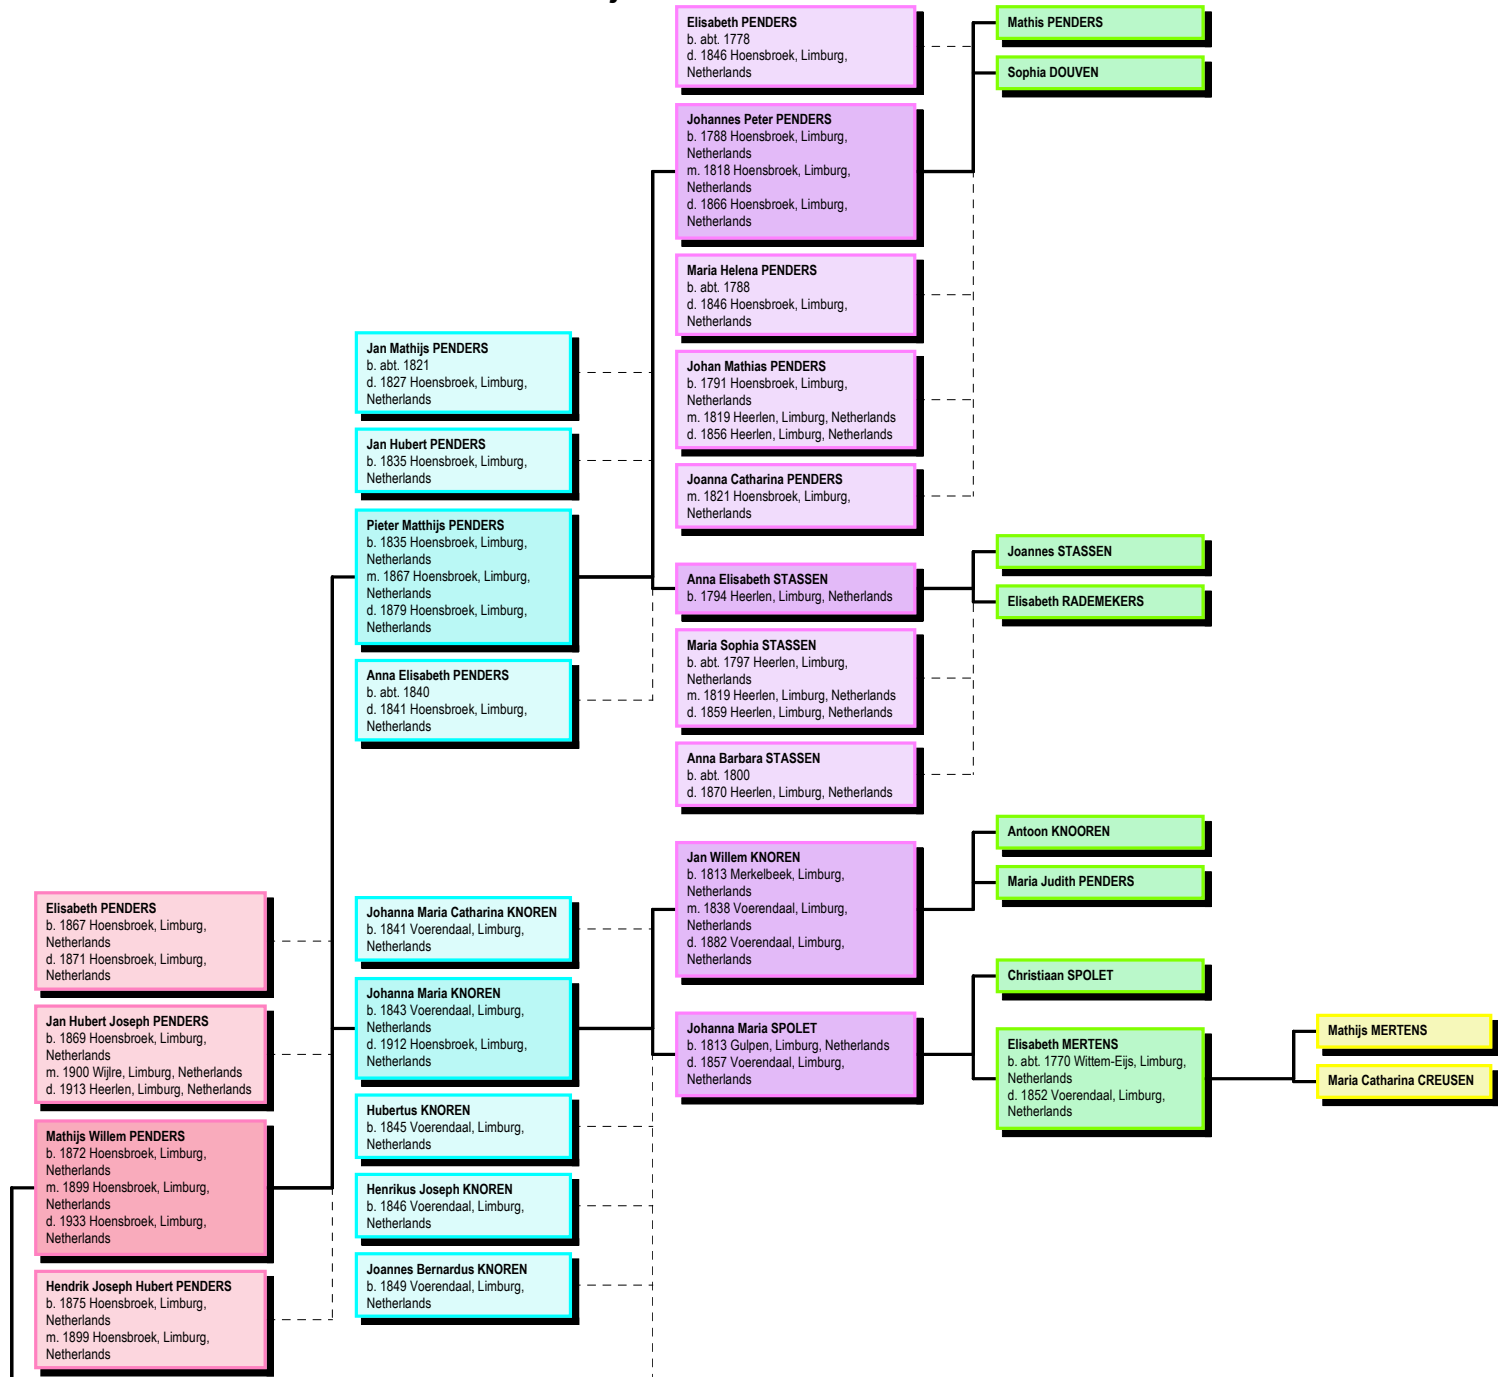 Elisabeth PENDERS
b. abt. 1778
d. 1846 Hoensbroek, Limburg,
Netherlands
Mathis PENDERS
Sophia DOUVEN
Johannes Peter PENDERS
b. 1788 Hoensbroek, Limburg,
Netherlands
m. 1818 Hoensbroek, Limburg,
Netherlands
d. 1866 Hoensbroek, Limburg,
Netherlands
Maria Helena PENDERS
b. abt. 1788
d. 1846 Hoensbroek, Limburg,
Netherlands
Jan Mathijs PENDERS
b. abt. 1821
d. 1827 Hoensbroek, Limburg,
Netherlands
Johan Mathias PENDERS
b. 1791 Hoensbroek, Limburg,
Netherlands
m. 1819 Heerlen, Limburg, Netherlands
d. 1856 Heerlen, Limburg, Netherlands
Jan Hubert PENDERS
b. 1835 Hoensbroek, Limburg,
Netherlands
Joanna Catharina PENDERS
m. 1821 Hoensbroek, Limburg,
Netherlands
Pieter Matthijs PENDERS
b. 1835 Hoensbroek, Limburg,
Netherlands
m. 1867 Hoensbroek, Limburg,
Netherlands
d. 1879 Hoensbroek, Limburg,
Netherlands
Joannes STASSEN
Anna Elisabeth STASSEN
b. 1794 Heerlen, Limburg, Netherlands
Elisabeth RADEMEKERS
Maria Sophia STASSEN
b. abt. 1797 Heerlen, Limburg,
Netherlands
m. 1819 Heerlen, Limburg, Netherlands
d. 1859 Heerlen, Limburg, Netherlands
Anna Elisabeth PENDERS
b. abt. 1840
d. 1841 Hoensbroek, Limburg,
Netherlands
Anna Barbara STASSEN
b. abt. 1800
d. 1870 Heerlen, Limburg, Netherlands
Antoon KNOOREN
Jan Willem KNOREN
b. 1813 Merkelbeek, Limburg,
Netherlands
m. 1838 Voerendaal, Limburg,
Netherlands
d. 1882 Voerendaal, Limburg,
Netherlands
Maria Judith PENDERS
Elisabeth PENDERS
b. 1867 Hoensbroek, Limburg,
Netherlands
d. 1871 Hoensbroek, Limburg,
Netherlands
Johanna Maria Catharina KNOREN
b. 1841 Voerendaal, Limburg,
Netherlands
Christiaan SPOLET
Johanna Maria KNOREN
b. 1843 Voerendaal, Limburg,
Netherlands
d. 1912 Hoensbroek, Limburg,
Netherlands
Jan Hubert Joseph PENDERS
b. 1869 Hoensbroek, Limburg,
Netherlands
m. 1900 Wijlre, Limburg, Netherlands
d. 1913 Heerlen, Limburg, Netherlands
Johanna Maria SPOLET
b. 1813 Gulpen, Limburg, Netherlands
d. 1857 Voerendaal, Limburg,
Netherlands
Elisabeth MERTENS
b. abt. 1770 Wittem-Eijs, Limburg,
Netherlands
d. 1852 Voerendaal, Limburg,
Netherlands
Mathijs MERTENS
Maria Catharina CREUSEN
Hubertus KNOREN
b. 1845 Voerendaal, Limburg,
Netherlands
Mathijs Willem PENDERS
b. 1872 Hoensbroek, Limburg,
Netherlands
m. 1899 Hoensbroek, Limburg,
Netherlands
d. 1933 Hoensbroek, Limburg,
Netherlands
Henrikus Joseph KNOREN
b. 1846 Voerendaal, Limburg,
Netherlands
Joannes Bernardus KNOREN
b. 1849 Voerendaal, Limburg,
Netherlands
Hendrik Joseph Hubert PENDERS
b. 1875 Hoensbroek, Limburg,
Netherlands
m. 1899 Hoensbroek, Limburg,
Netherlands